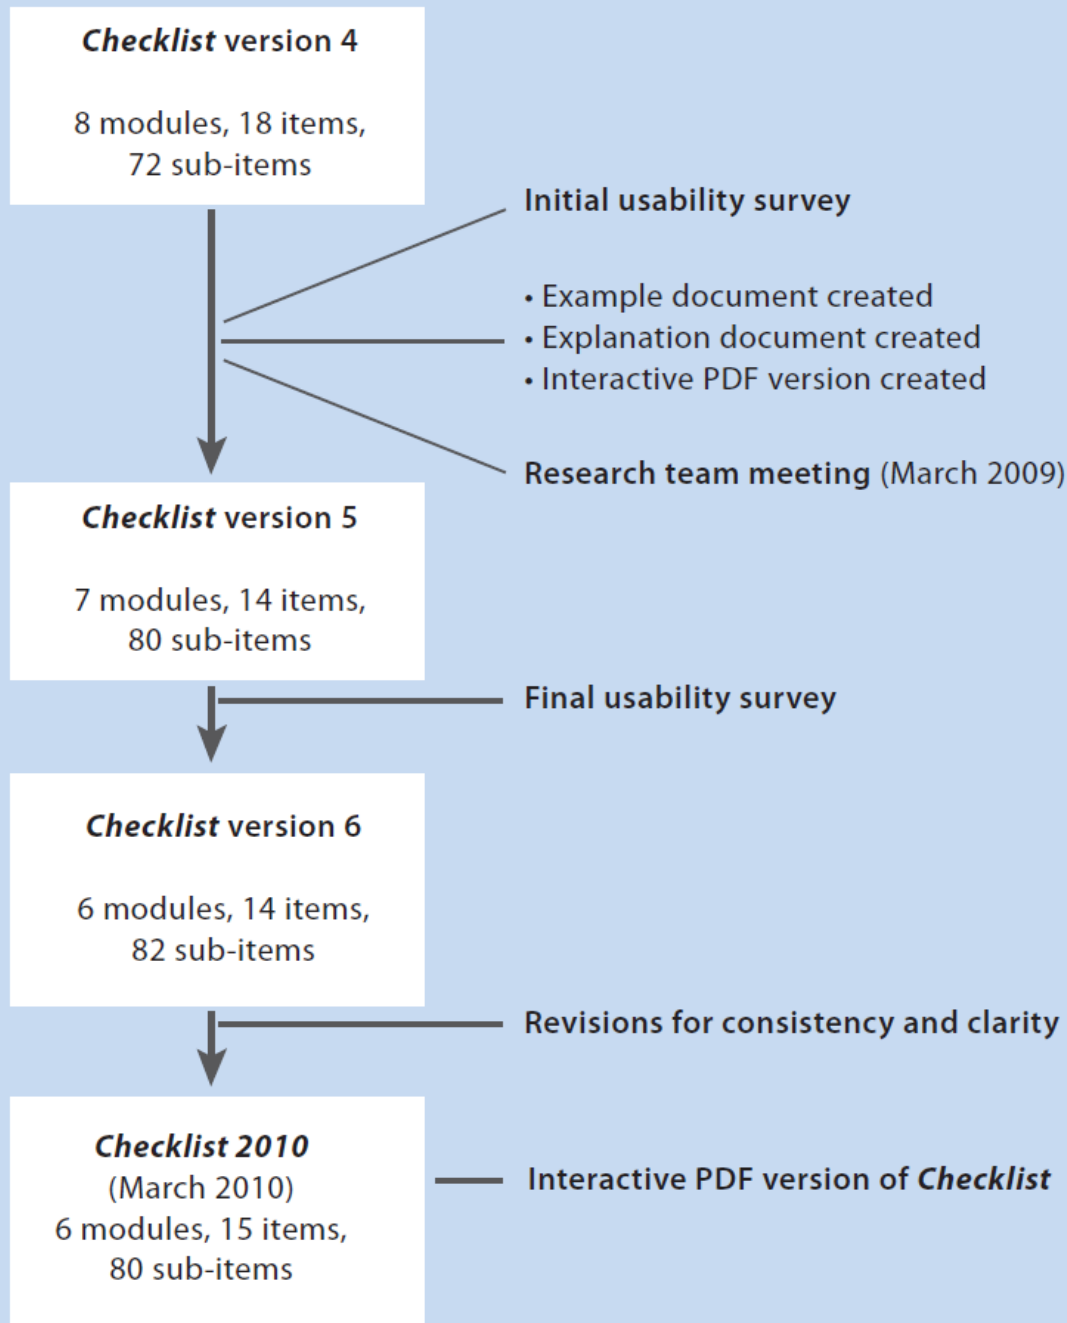 Checklist version 4
8 modules, 18 items,
72 sub-items
Initial usability survey
• Example document created
• Explanation document created
• Interactive PDF version created
Research team meeting (March 2009)
Checklist version 5
7 modules, 14 items,
80 sub-items
Final usability survey
Checklist version 6
6 modules, 14 items,
82 sub-items
Revisions for consistency and clarity
Checklist 2010
(March 2010)
6 modules, 15 items,
80 sub-items
Interactive PDF version of Checklist